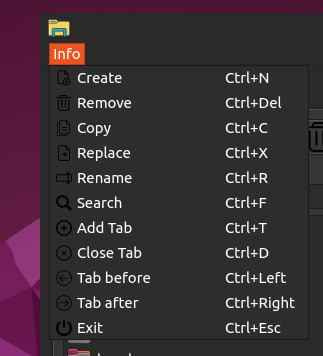 Info
Create Ctrl+N
Remove Ctrl+Del
Copy Ctrl+C
Replace Ctrl+X
Rename Ctrl+R
Search Ctrl+F
Add Tab Ctrl+T
Close Tab Ctrl+D
Tab before Ctrl+Left
Tab after Ctrl+Right
Exit Ctrl+Esc